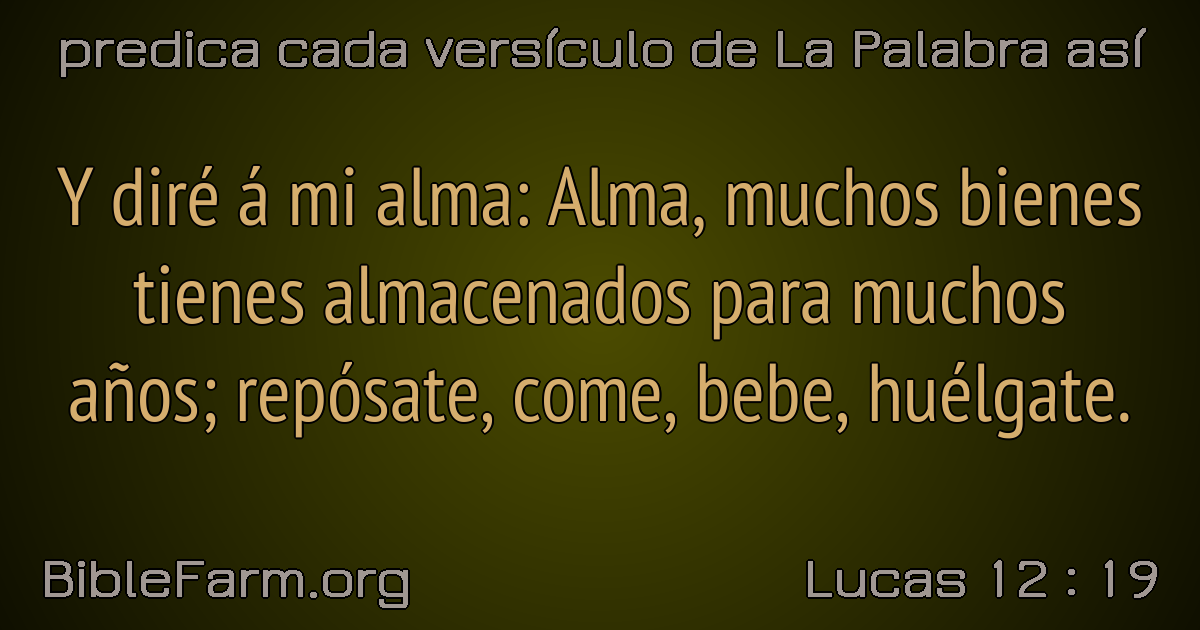 predica cada versículo de La Palabra así
Y diré á mi alma: Alma, muchos bienes
tienes almacenados para muchos
años; repósate, come, bebe, huélgate.
BibleFarm.org
Lucas 12 : 19